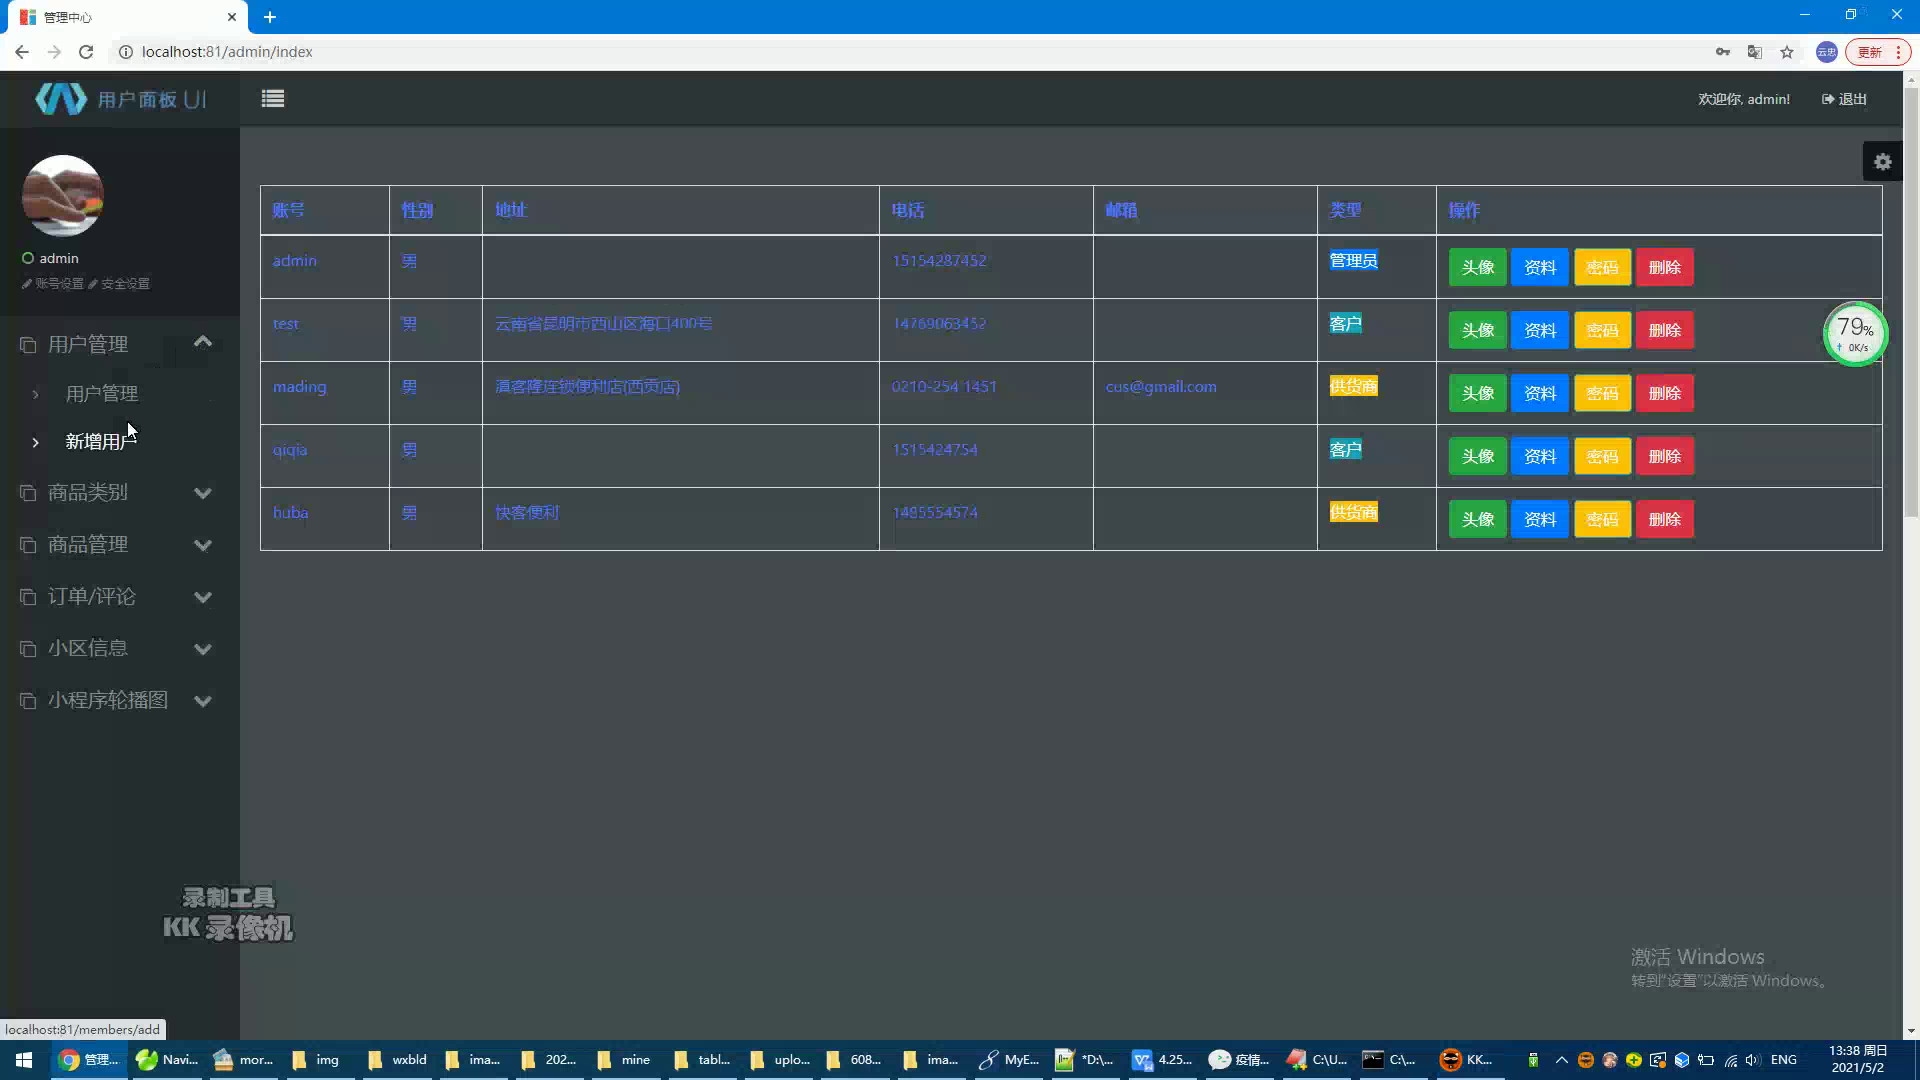 管理中心
localhost:81/admin/index
更新
用户面板 UI
欢迎你, admin!
退出
admin
账号设置 安全设置
用户管理
用户管理
新增用户
商品类别
商品管理
订单/评论
小区信息
小程序轮播图
账号 性别 地址 电话 邮箱 类型 操作
admin 男 15154287452 管理员 头像 资料 密码 删除
test 男 云南省昆明市西山区海口400号 14769063452 客户 头像 资料 密码 删除
mading 男 滇客隆连锁便利店(西贡店) 0210-254 1451 cus@gmail.com 供货商 头像 资料 密码 删除
qiqia 男 1515424754 客户 头像 资料 密码 删除
huba 男 快客便利 1485554574 供货商 头像 资料 密码 删除
79%
0K/s
录制工具
KK 录像机
激活 Windows
转到"设置"以激活 Windows。
localhost:81/members/add
管理... Navi... mor... img wxbld ima... 202... mine tabl... uplo... 608... ima... MyE... *D:\... 4.25... 疫情... C:\U... C:\... KK... ENG
13:38 周日
2021/5/2